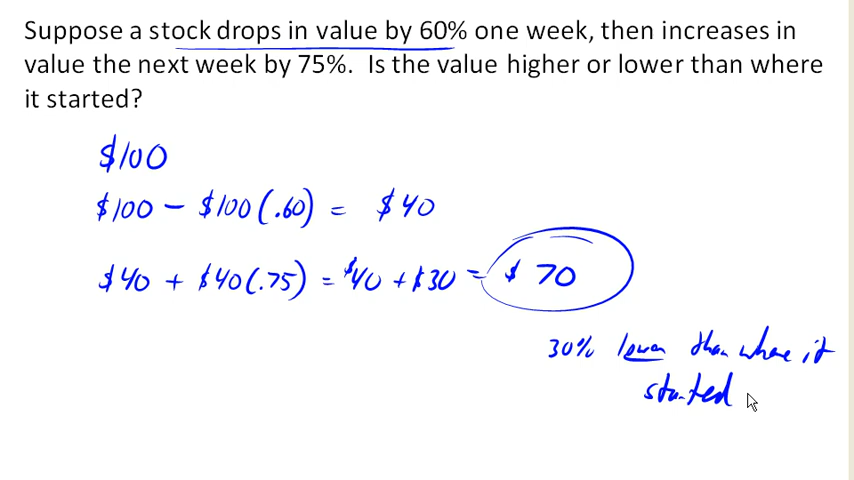 Suppose a stock drops in value by 60% one week, then increases in
value the next week by 75%. Is the value higher or lower than where
it started?
$100
$100 - $100(.60) = $40
$40 + $40(.75) = $40 + $30 = $70
30% lower than where it
started